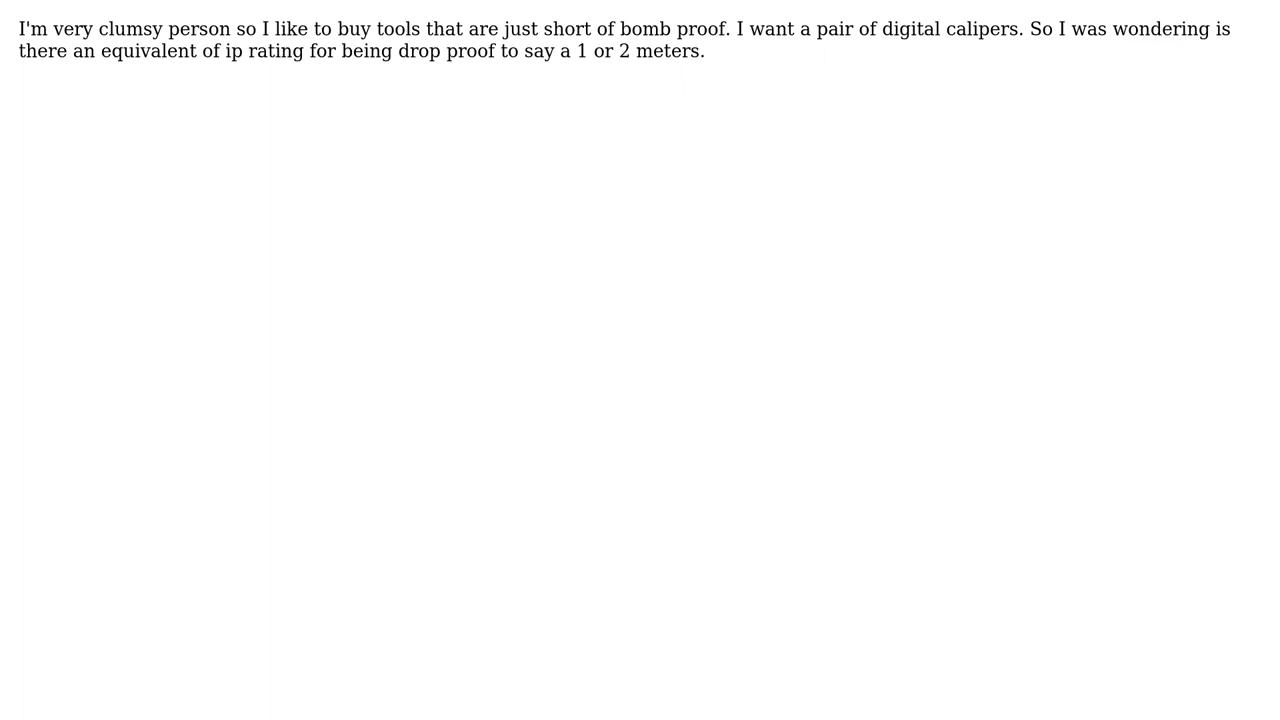 I'm very clumsy person so I like to buy tools that are just short of bomb proof. I want a pair of digital calipers. So I was wondering is
there an equivalent of ip rating for being drop proof to say a 1 or 2 meters.